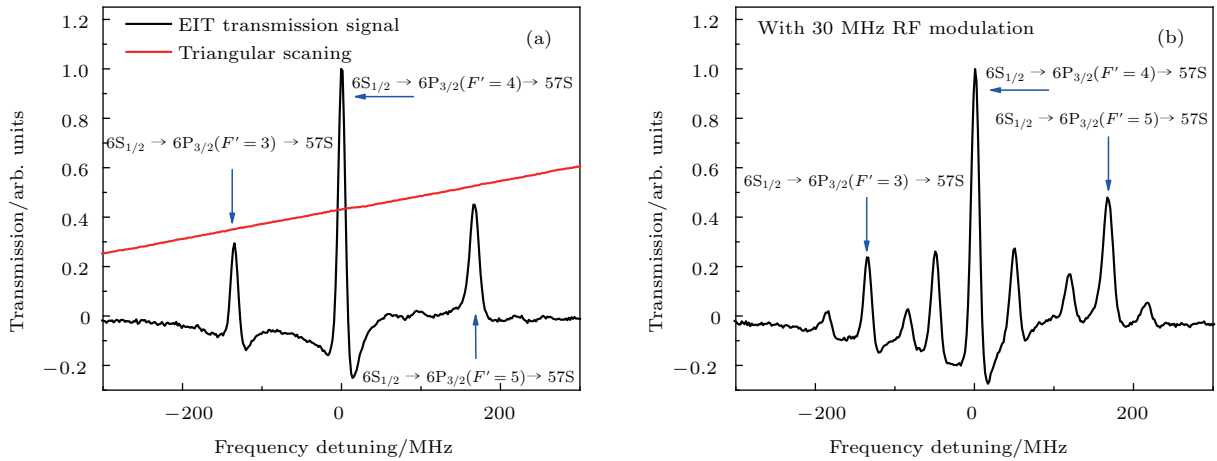 EIT transmission signal
Triangular scaning
(a)
6S1/2 → 6P3/2(F′ = 4)→ 57S
6S1/2 → 6P3/2(F′ = 3) → 57S
6S1/2 → 6P3/2(F′ = 5)→ 57S
1.2
1.0
0.8
0.6
0.4
0.2
0
−0.2
Transmission/arb. units
−200
0
200
Frequency detuning/MHz
With 30 MHz RF modulation
(b)
6S1/2 → 6P3/2(F′ = 4)→ 57S
6S1/2 → 6P3/2(F′ = 5)→ 57S
6S1/2 → 6P3/2(F′ = 3) → 57S
1.2
1.0
0.8
0.6
0.4
0.2
0
−0.2
Transmission/arb. units
−200
0
200
Frequency detuning/MHz